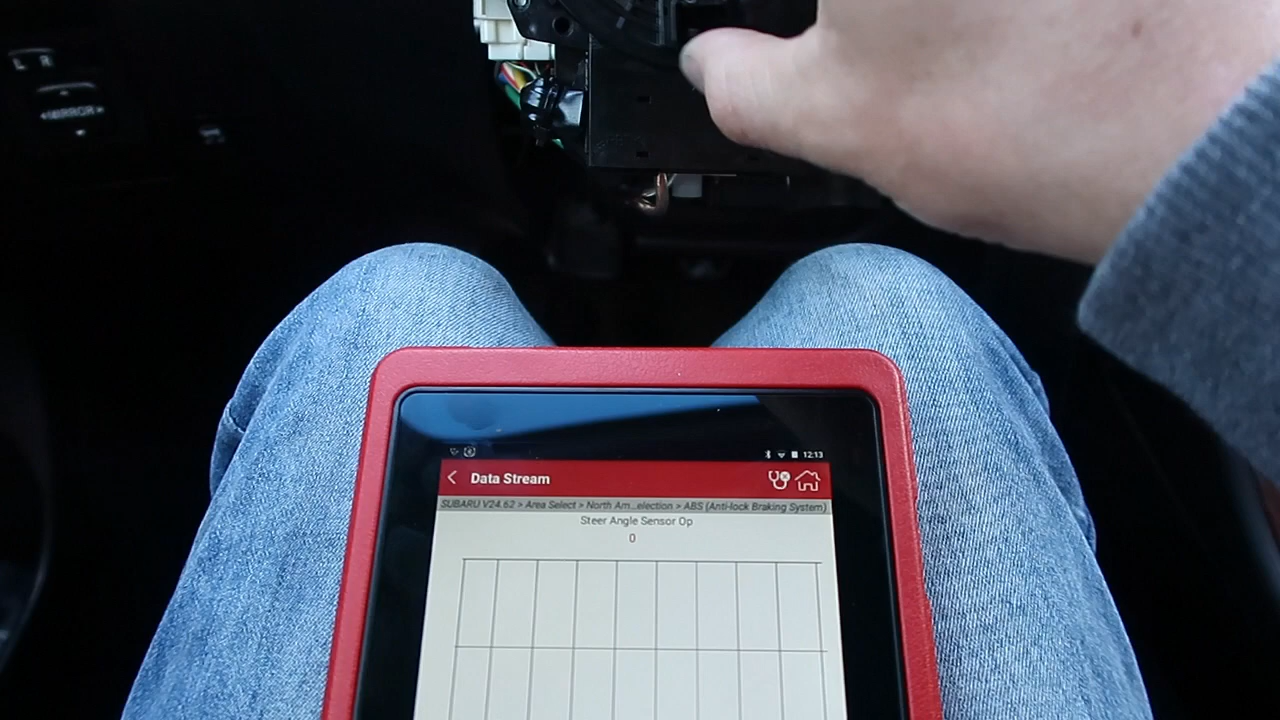 L R
MIRROR
12:13
Data Stream
SUBARU V24.62 > Area Select > North Am...election > ABS (Anti-lock Braking System)
Steer Angle Sensor Op
0